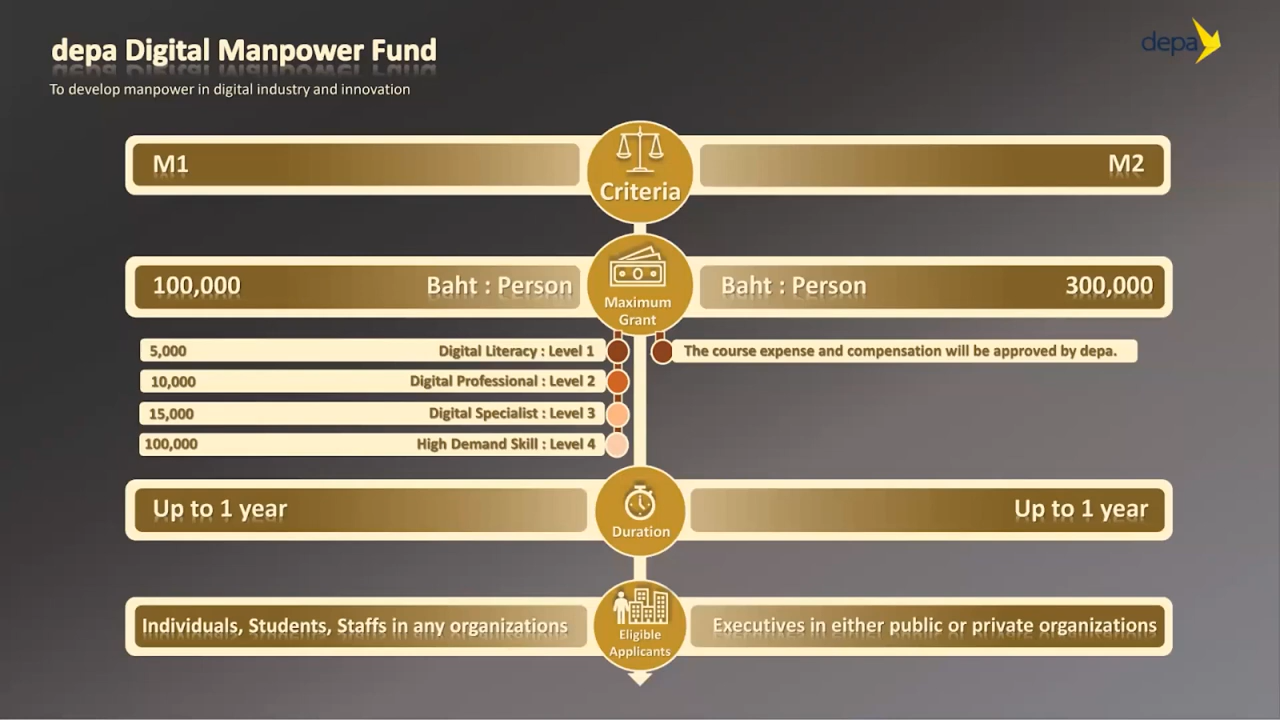 depa Digital Manpower Fund
depa
To develop manpower in digital industry and innovation
M1
Criteria
M2
100,000 Baht : Person
Maximum
Grant
Baht : Person 300,000
5,000 Digital Literacy : Level 1
The course expense and compensation will be approved by depa.
10,000 Digital Professional : Level 2
15,000 Digital Specialist : Level 3
100,000 High Demand Skill : Level 4
Up to 1 year
Duration
Up to 1 year
Individuals, Students, Staffs in any organizations
Eligible
Applicants
Executives in either public or private organizations